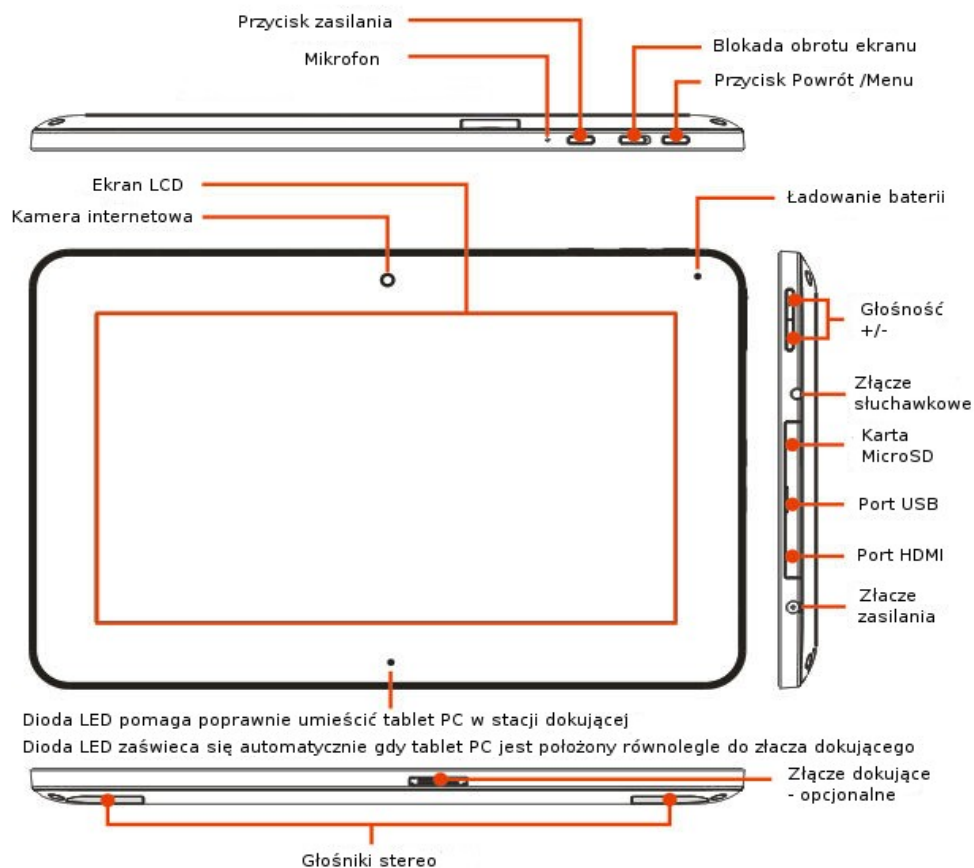 Przycisk zasilania
Mikrofon
Blokada obrotu ekranu
Przycisk Powrót /Menu
Ekran LCD
Kamera internetowa
Ładowanie baterii
Głośność
+/-
Złącze
słuchawkowe
Karta
MicroSD
Port USB
Port HDMI
Złacze
zasilania
Dioda LED pomaga poprawnie umieścić tablet PC w stacji dokującej
Dioda LED zaświeca się automatycznie gdy tablet PC jest położony równolegle do złacza dokującego
Złącze dokujące
- opcjonalne
Głośniki stereo